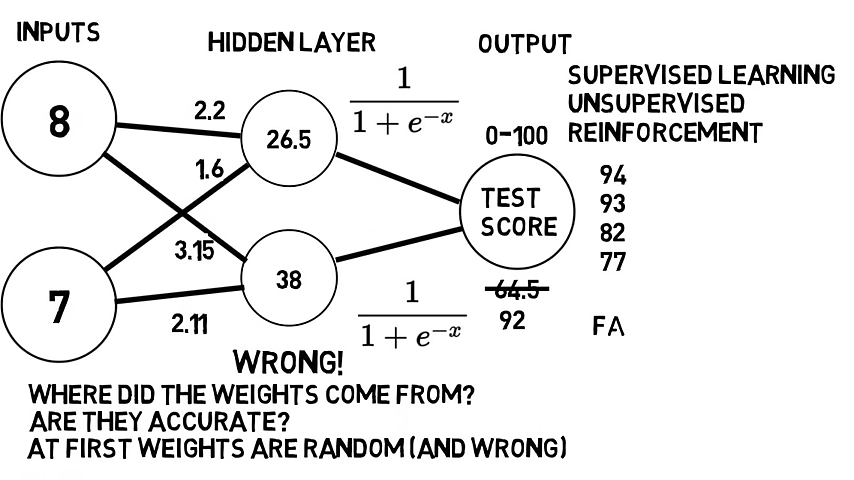 INPUTS
HIDDEN LAYER
OUTPUT
SUPERVISED LEARNING
UNSUPERVISED
REINFORCEMENT
0-100
8
2.2
26.5
1
1 + e^{-x}
1.6
TEST
SCORE
94
93
82
77
3.15
7
38
2.11
1
1 + e^{-x}
64.5
92
FA
WRONG!
WHERE DID THE WEIGHTS COME FROM?
ARE THEY ACCURATE?
AT FIRST WEIGHTS ARE RANDOM (AND WRONG)